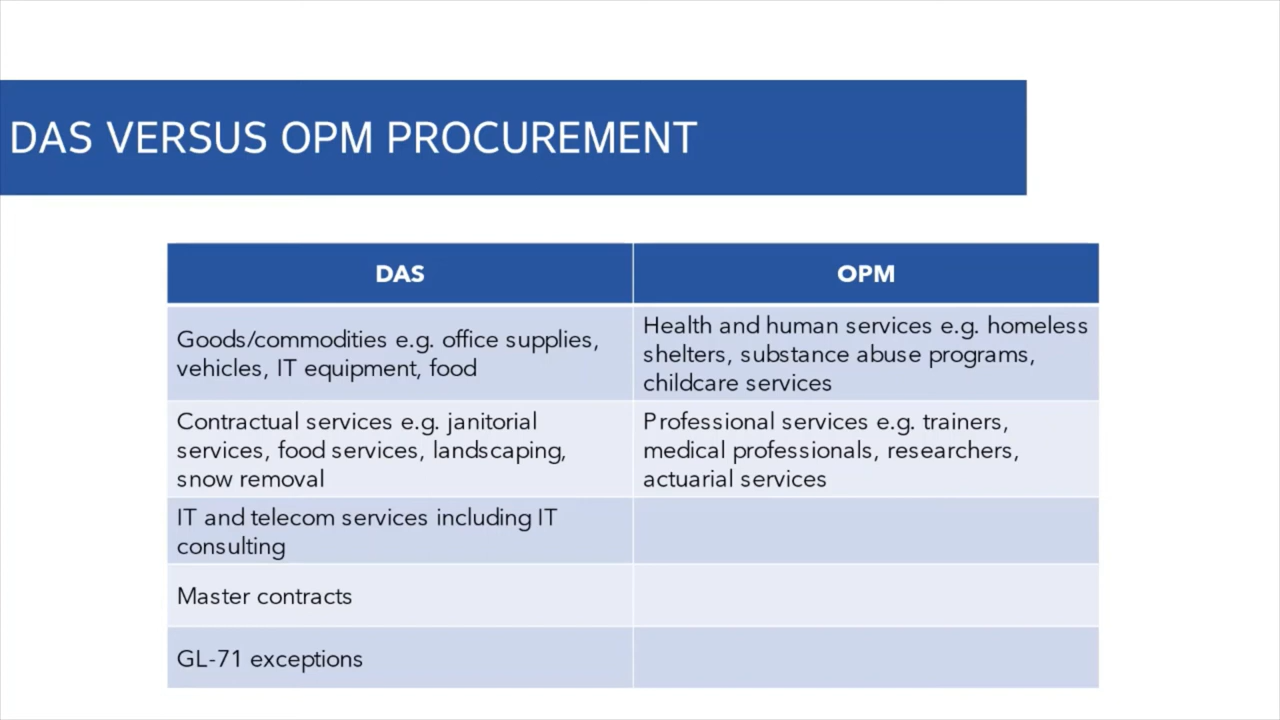 DAS VERSUS OPM PROCUREMENT
DAS
OPM
Goods/commodities e.g. office supplies,
vehicles, IT equipment, food
Health and human services e.g. homeless
shelters, substance abuse programs,
childcare services
Contractual services e.g. janitorial
services, food services, landscaping,
snow removal
Professional services e.g. trainers,
medical professionals, researchers,
actuarial services
IT and telecom services including IT
consulting
Master contracts
GL-71 exceptions